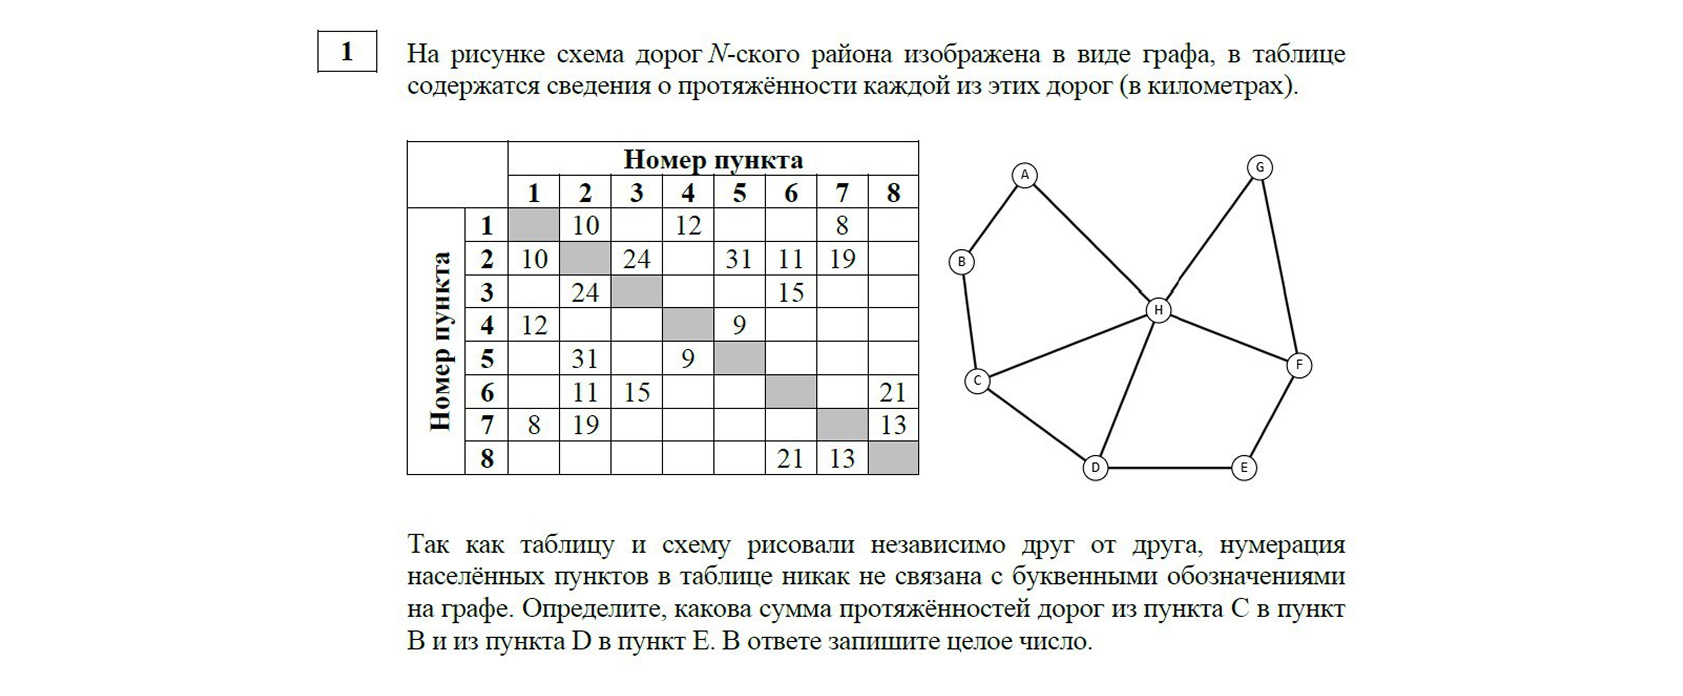 1
На рисунке схема дорог N-ского района изображена в виде графа, в таблице
содержатся сведения о протяжённости каждой из этих дорог (в километрах).
Номер пункта
1 2 3 4 5 6 7 8
Номер пункта
1 10 12 8
2 10 24 31 11 19
3 24 15
4 12 9
5 31 9
6 11 15 21
7 8 19 13
8 21 13
A
G
B
H
F
C
D
E
Так как таблицу и схему рисовали независимо друг от друга, нумерация
населённых пунктов в таблице никак не связана с буквенными обозначениями
на графе. Определите, какова сумма протяжённостей дорог из пункта C в пункт
B и из пункта D в пункт E. В ответе запишите целое число.